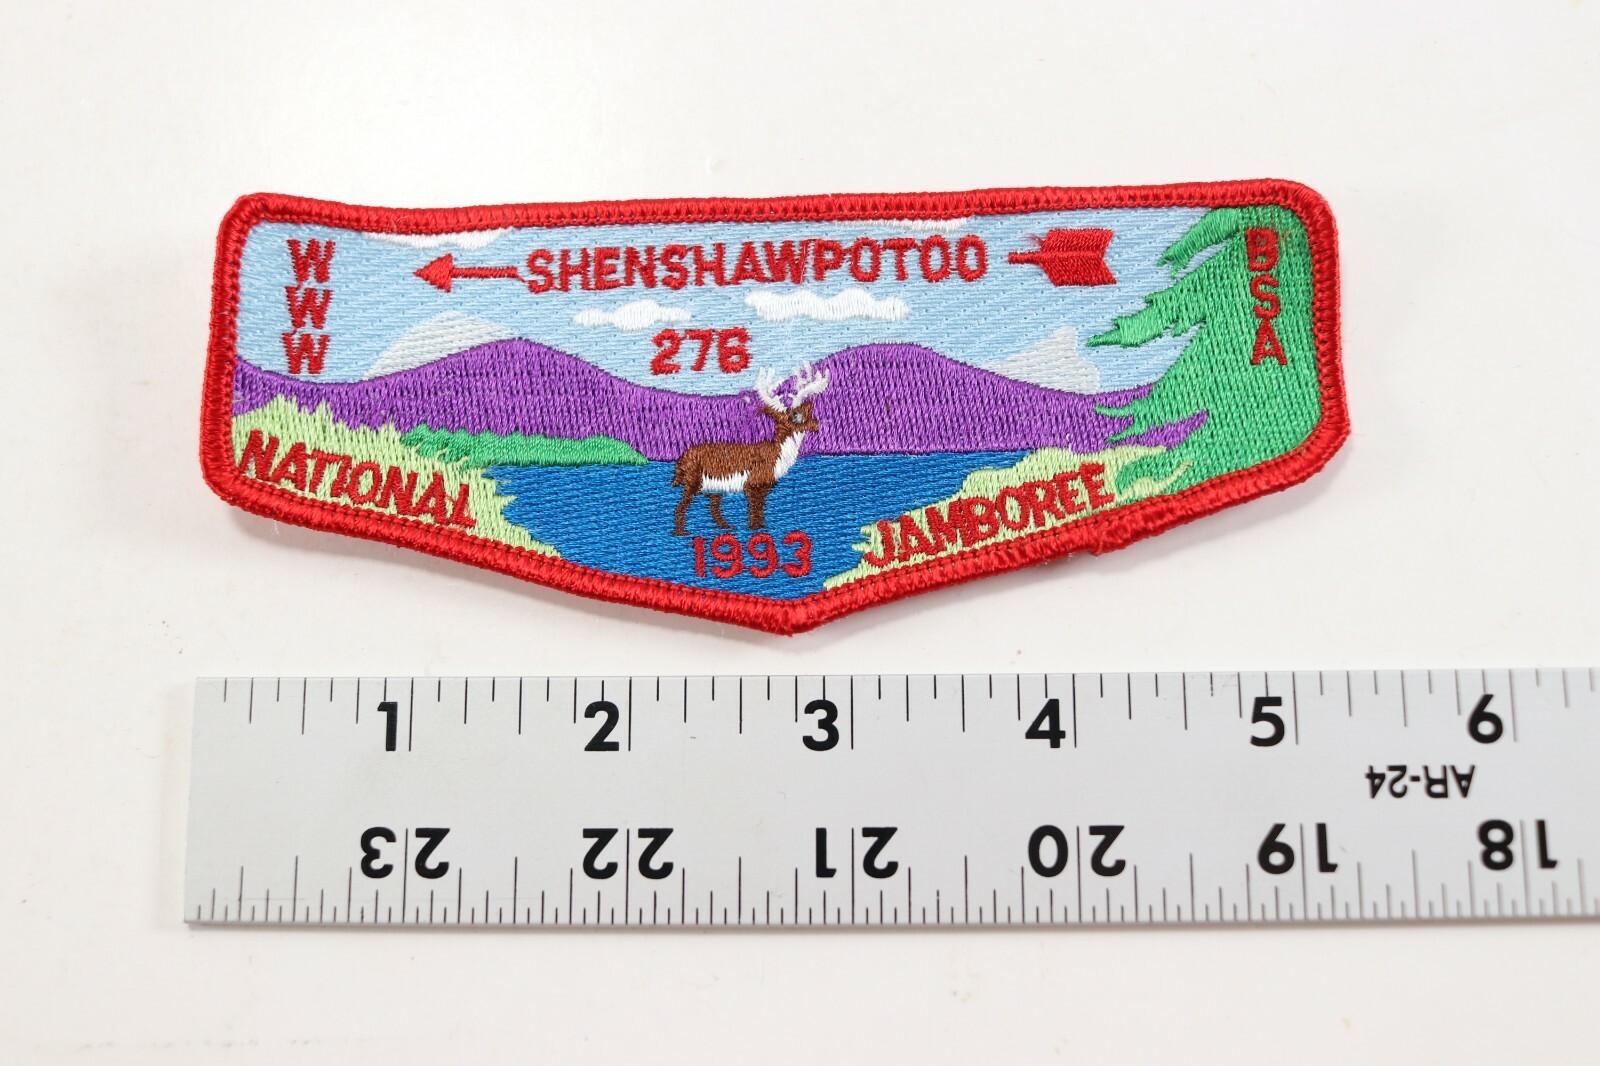 W
W
W
SHENSHAWPOTOO
BSA
276
NATIONAL
JAMBOREE
1993
1 2 3 4 5 6
AR-24
23 22 21 20 19 18